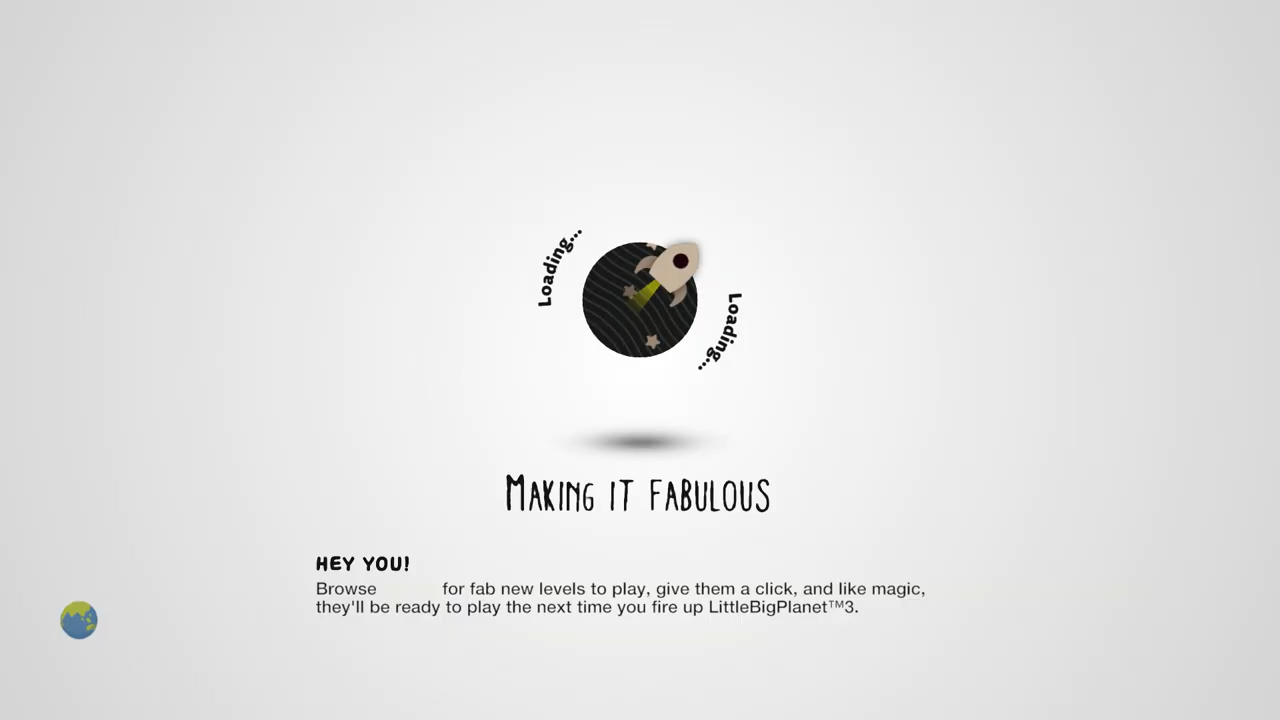 Loading...
Loading...
Making it fabulous
HEY YOU!
Browse for fab new levels to play, give them a click, and like magic,
they'll be ready to play the next time you fire up LittleBigPlanet™3.